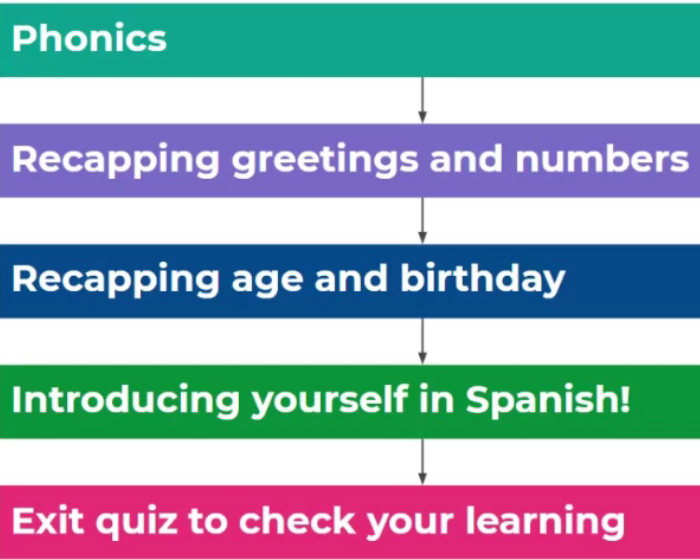 Phonics
Recapping greetings and numbers
Recapping age and birthday
Introducing yourself in Spanish!
Exit quiz to check your learning